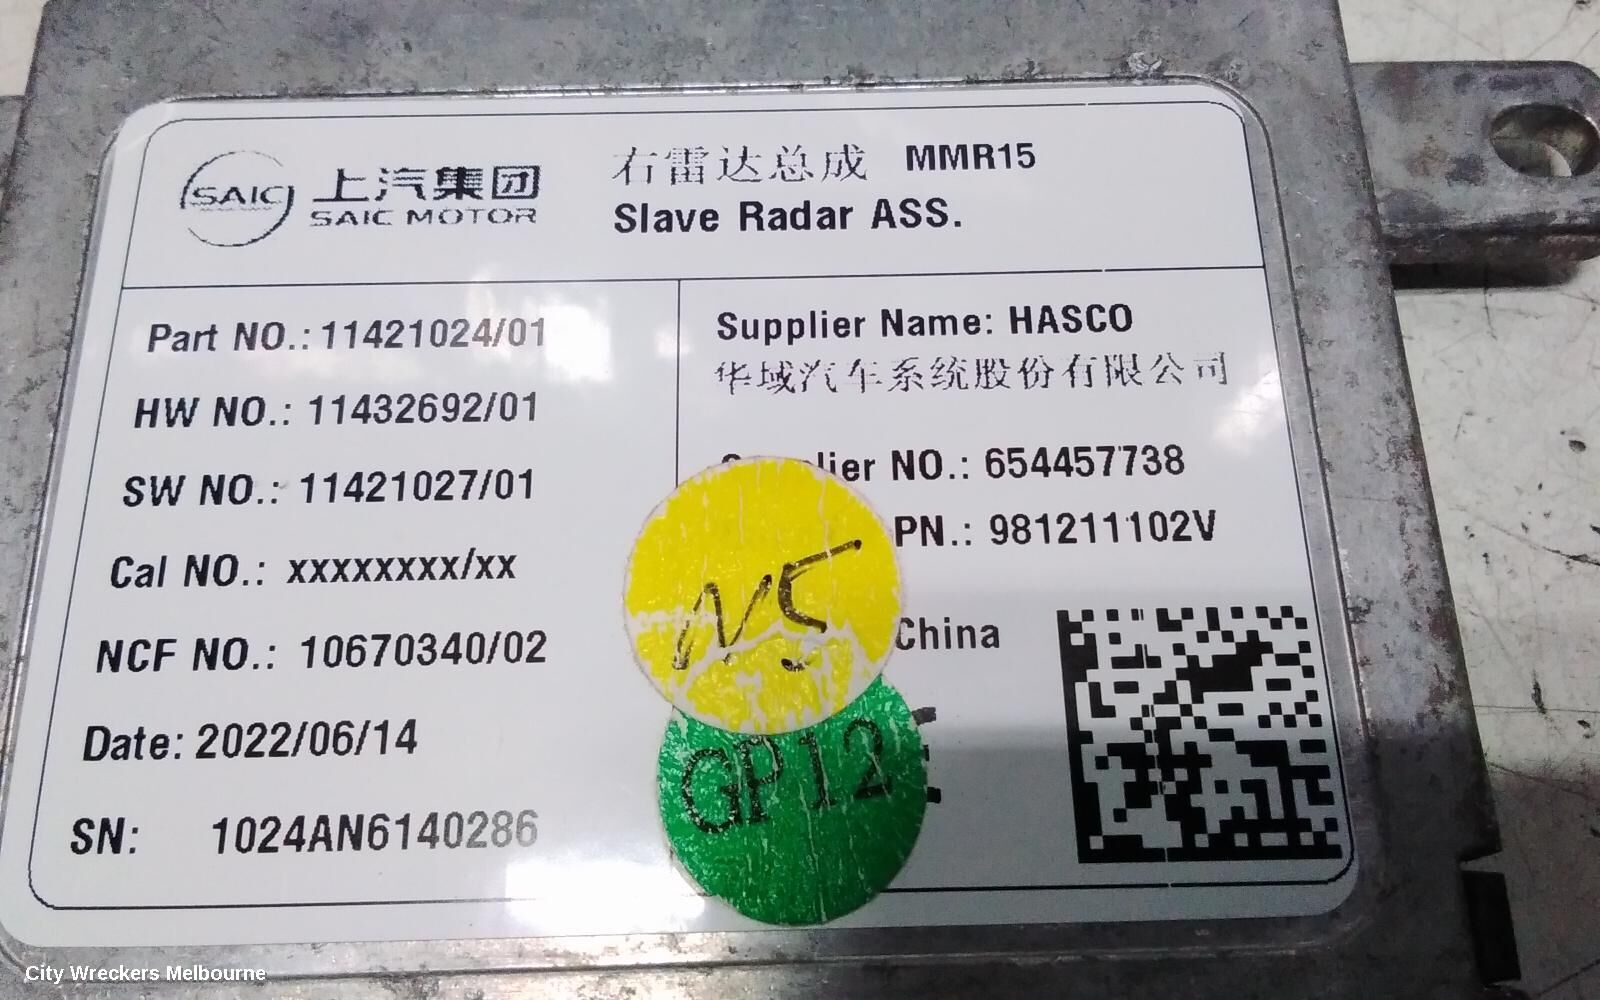 SAIC 上汽集团
SAIC MOTOR
右雷达总成 MMR15
Slave Radar ASS.
Part NO.: 11421024/01
HW NO.: 11432692/01
SW NO.: 11421027/01
Cal NO.: xxxxxxxx/xx
NCF NO.: 10670340/02
Date: 2022/06/14
SN: 1024AN6140286
Supplier Name: HASCO
华域汽车系统股份有限公司
NO.: 654457738
PN.: 981211102V
China
N5
GP12
City Wreckers Melbourne